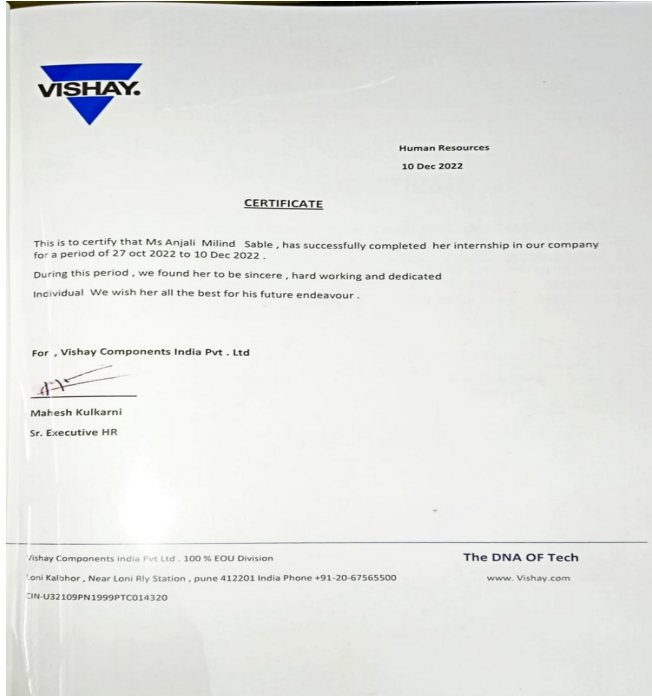 VISHAY.
Human Resources
10 Dec 2022
CERTIFICATE
This is to certify that Ms Anjali Milind Sable , has successfully completed her internship in our company
for a period of 27 oct 2022 to 10 Dec 2022 .
During this period , we found her to be sincere , hard working and dedicated
Individual We wish her all the best for his future endeavour .
For , Vishay Components India Pvt . Ltd
Mahesh Kulkarni
Sr. Executive HR
Vishay Components india Pvt Ltd . 100 % EOU Division
The DNA OF Tech
Loni Kalbhor , Near Loni Rly Station , pune 412201 India Phone +91-20-67565500
www. Vishay.com
CIN-U32109PN1999PTC014320